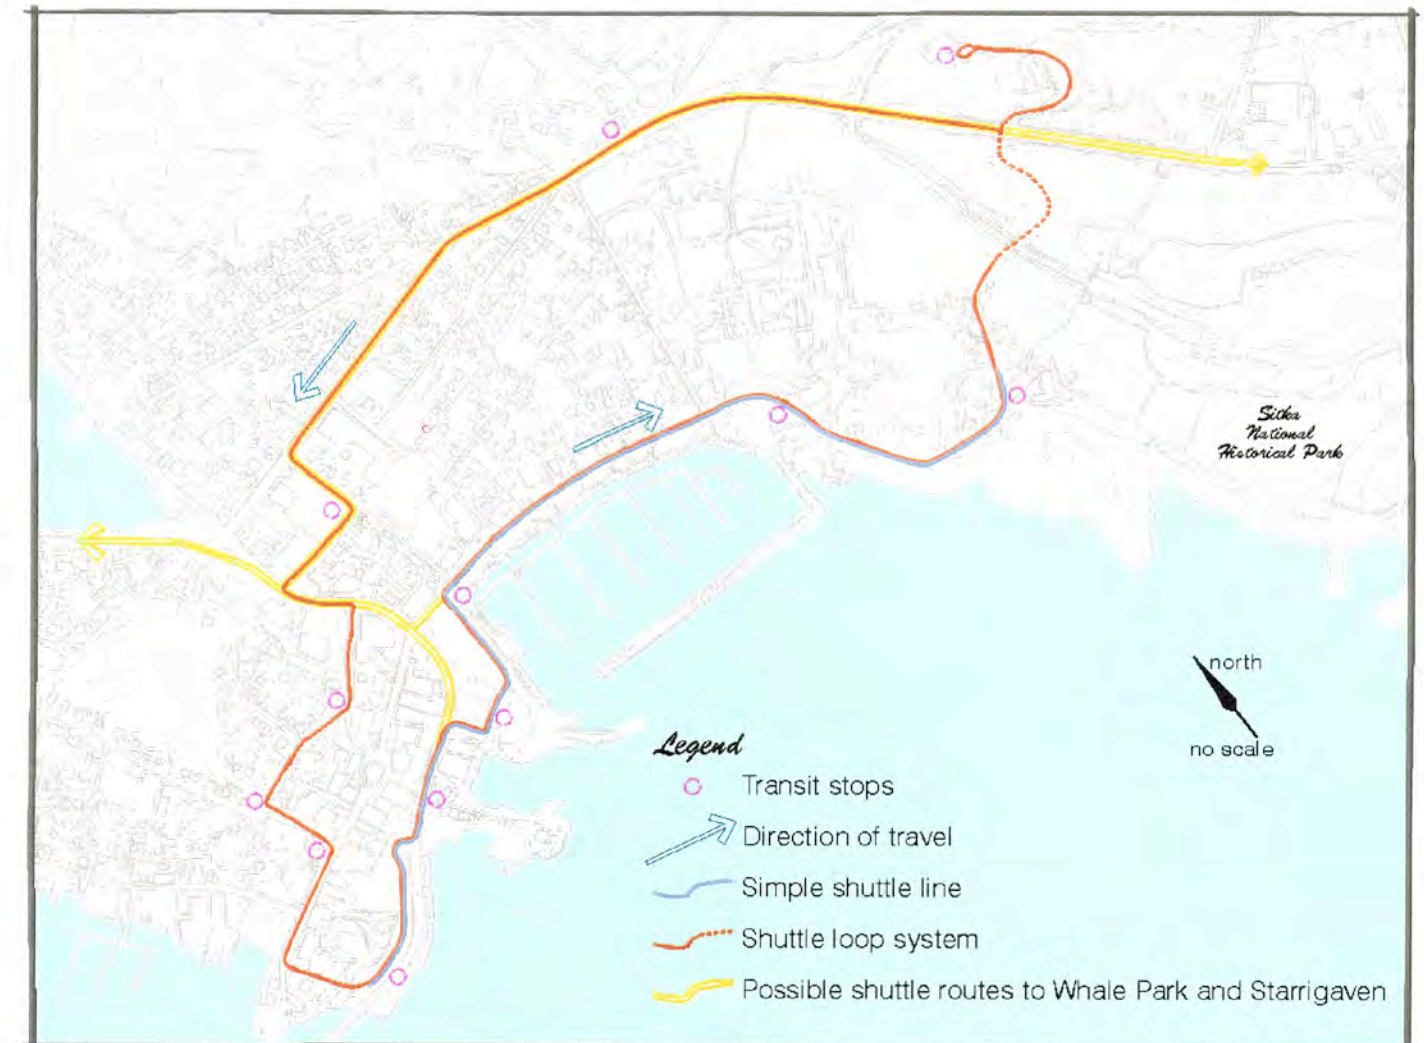 Sitka
National
Historical Park
north
no scale
Legend
Transit stops
Direction of travel
Simple shuttle line
Shuttle loop system
Possible shuttle routes to Whale Park and Starrigaven